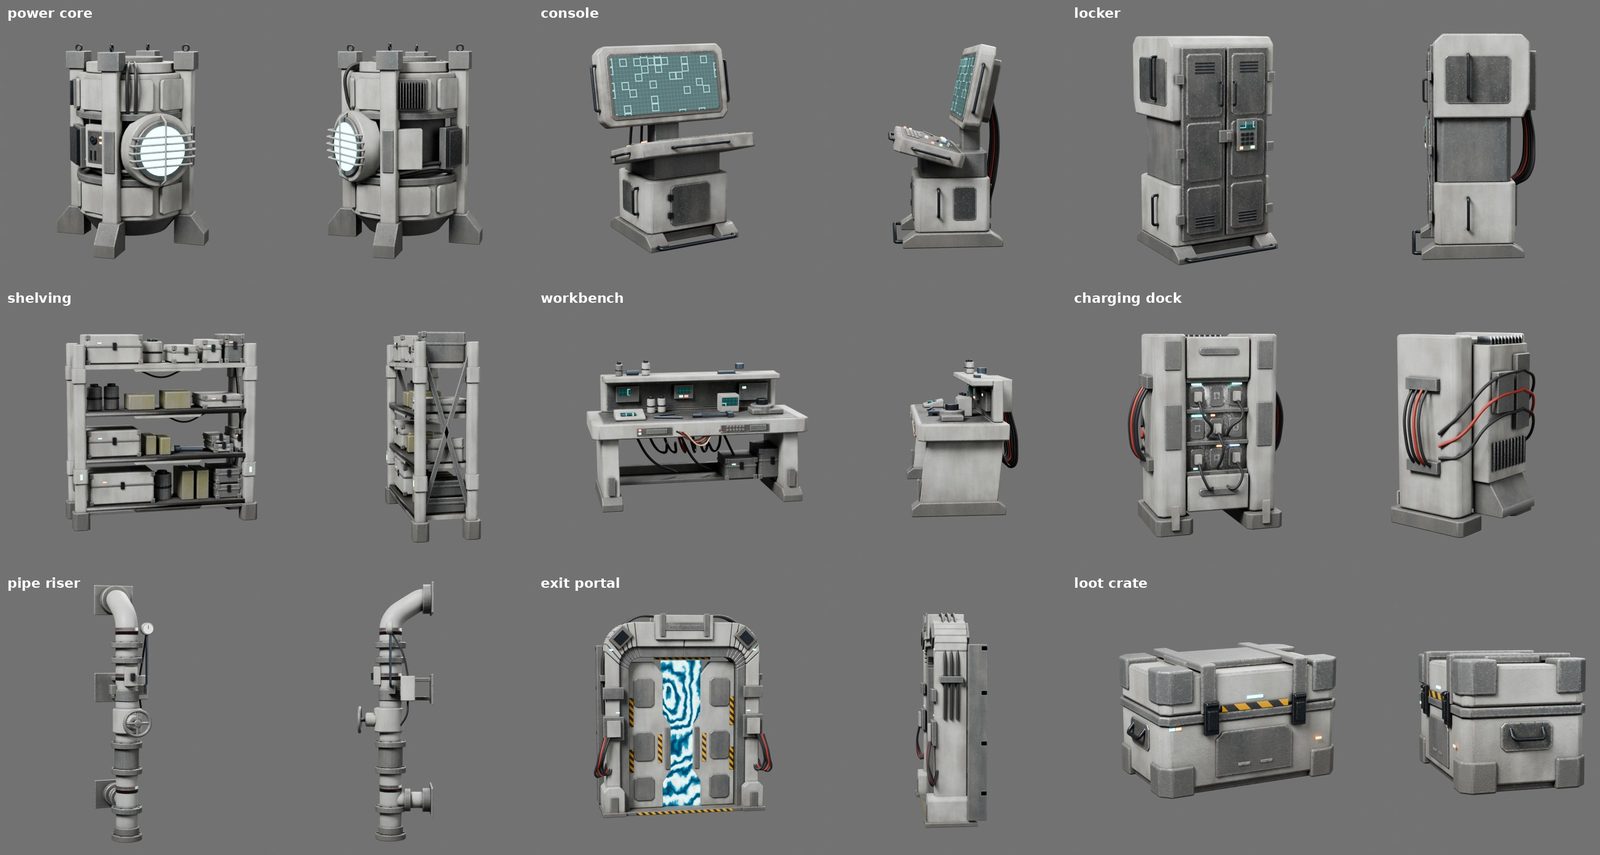 power core
console
locker
shelving
workbench
charging dock
pipe riser
exit portal
loot crate